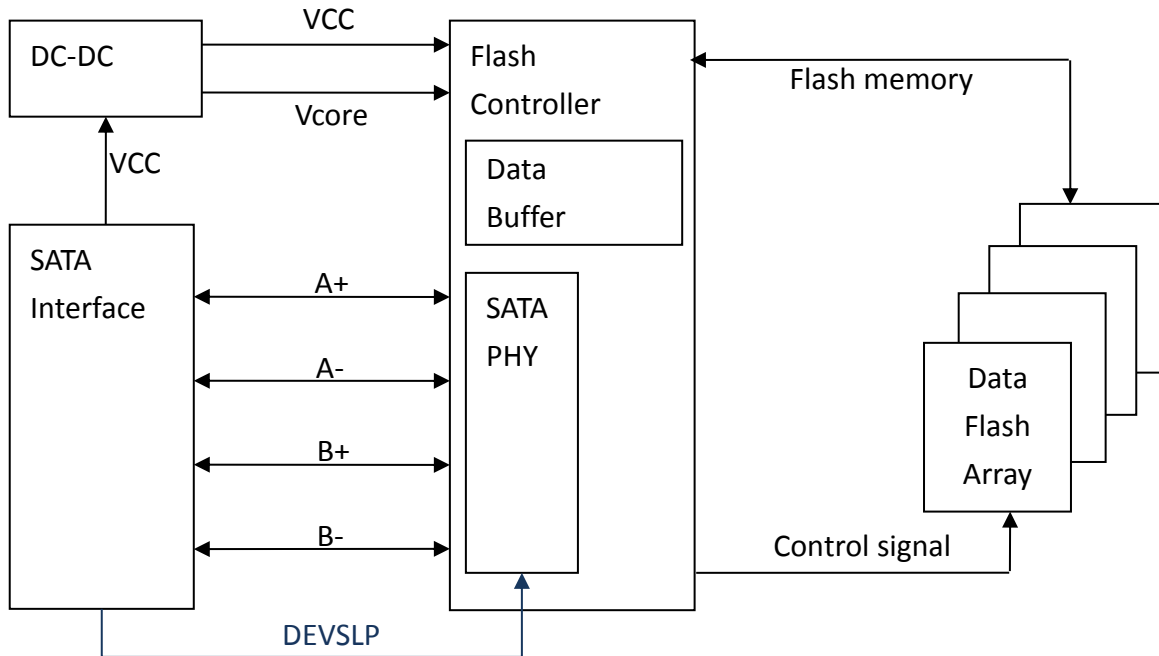 VCC
DC-DC
Flash
Controller
Flash memory
Vcore
VCC
Data
Buffer
SATA
Interface
A+
SATA
PHY
A-
Data
Flash
Array
B+
B-
Control signal
DEVSLP